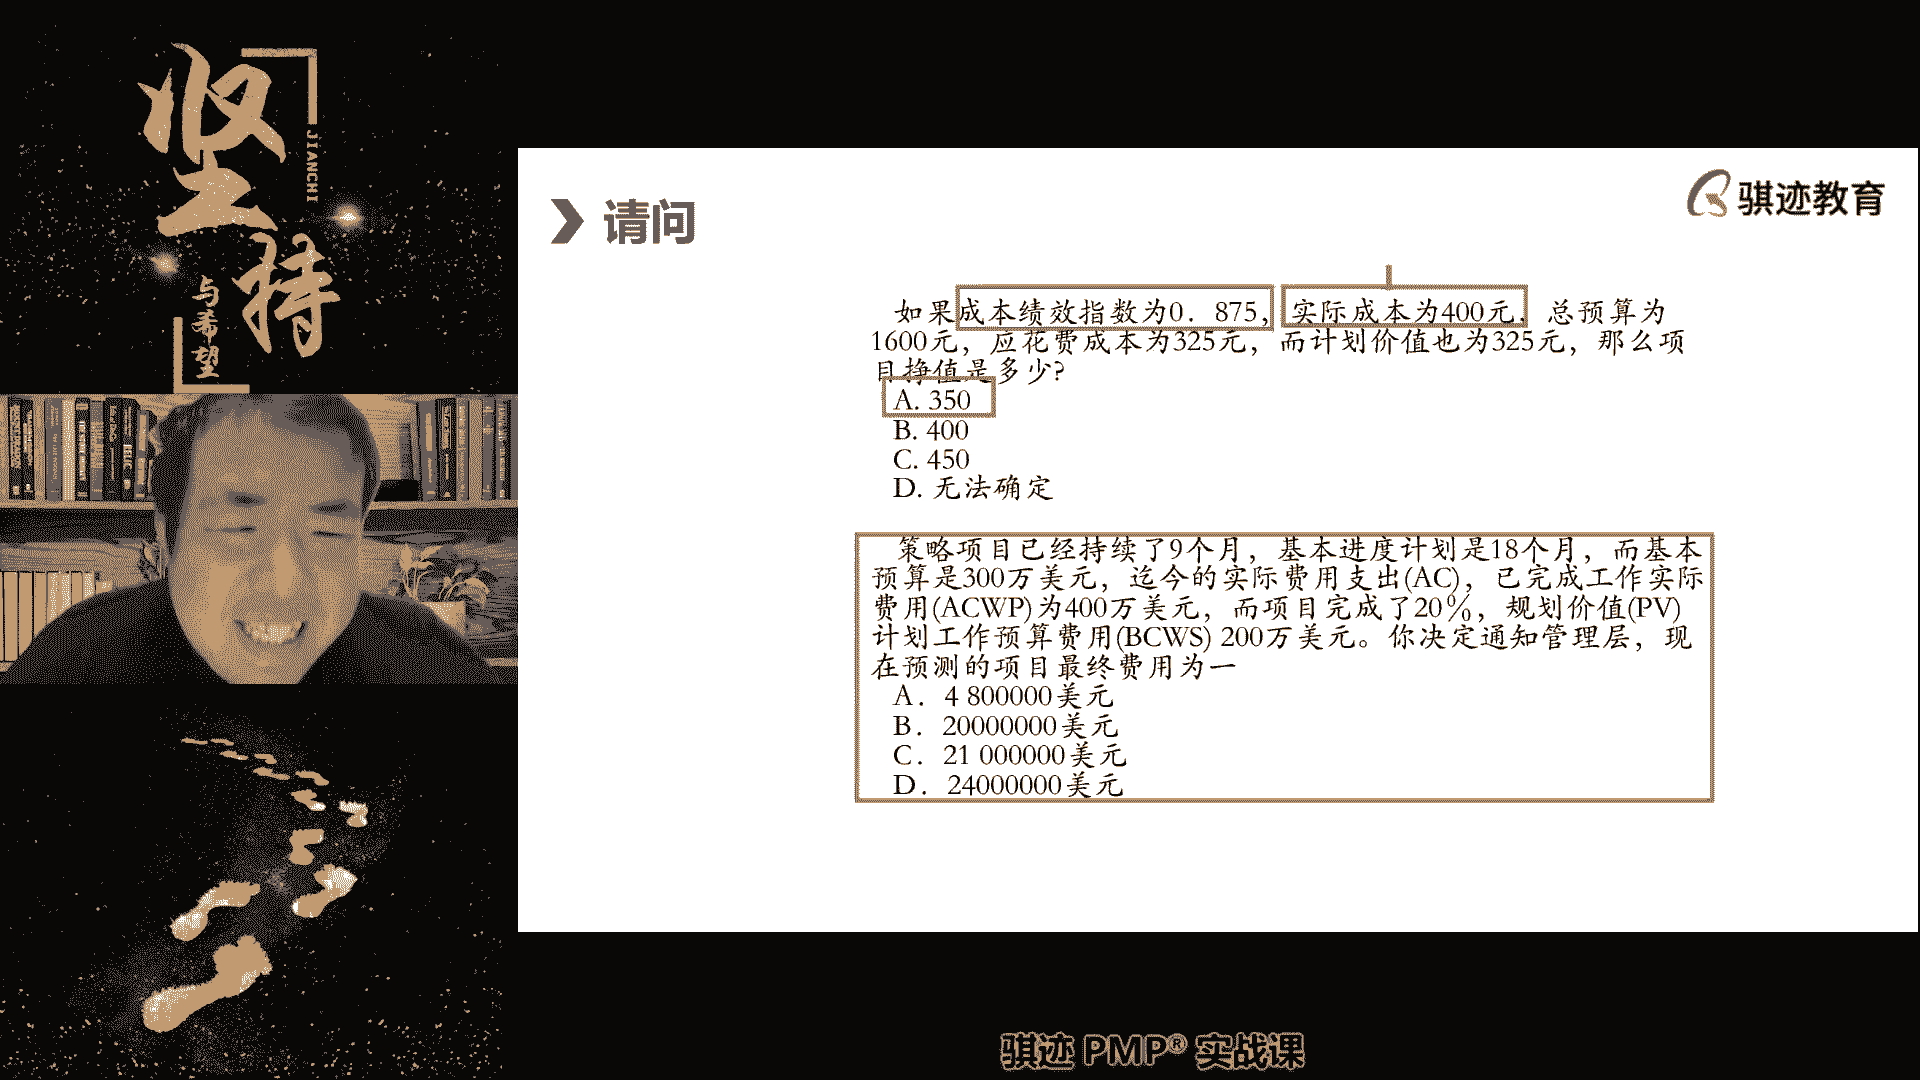 坚持
JIANCHI
与希望
请问
骐迹教育
如果成本绩效指数为0．875，实际成本为400元．总预算为
1600元，应花费成本为325元，而计划价值也为325元，那么项
目挣值是多少?
A. 350
B. 400
C. 450
D. 无法确定
策略项目已经持续了9个月，基本进度计划是18个月，而基本
预算是300万美元，迄今的实际费用支出(AC)，已完成工作实际
费用(ACWP)为400万美元，而项目完成了20％，规划价值(PV)
计划工作预算费用(BCWS) 200万美元。你决定通知管理层，现
在预测的项目最终费用为一
A．4 800000美元
B．20000000美元
C．21 000000美元
D．24000000美元
骐迹 PMP® 实战课